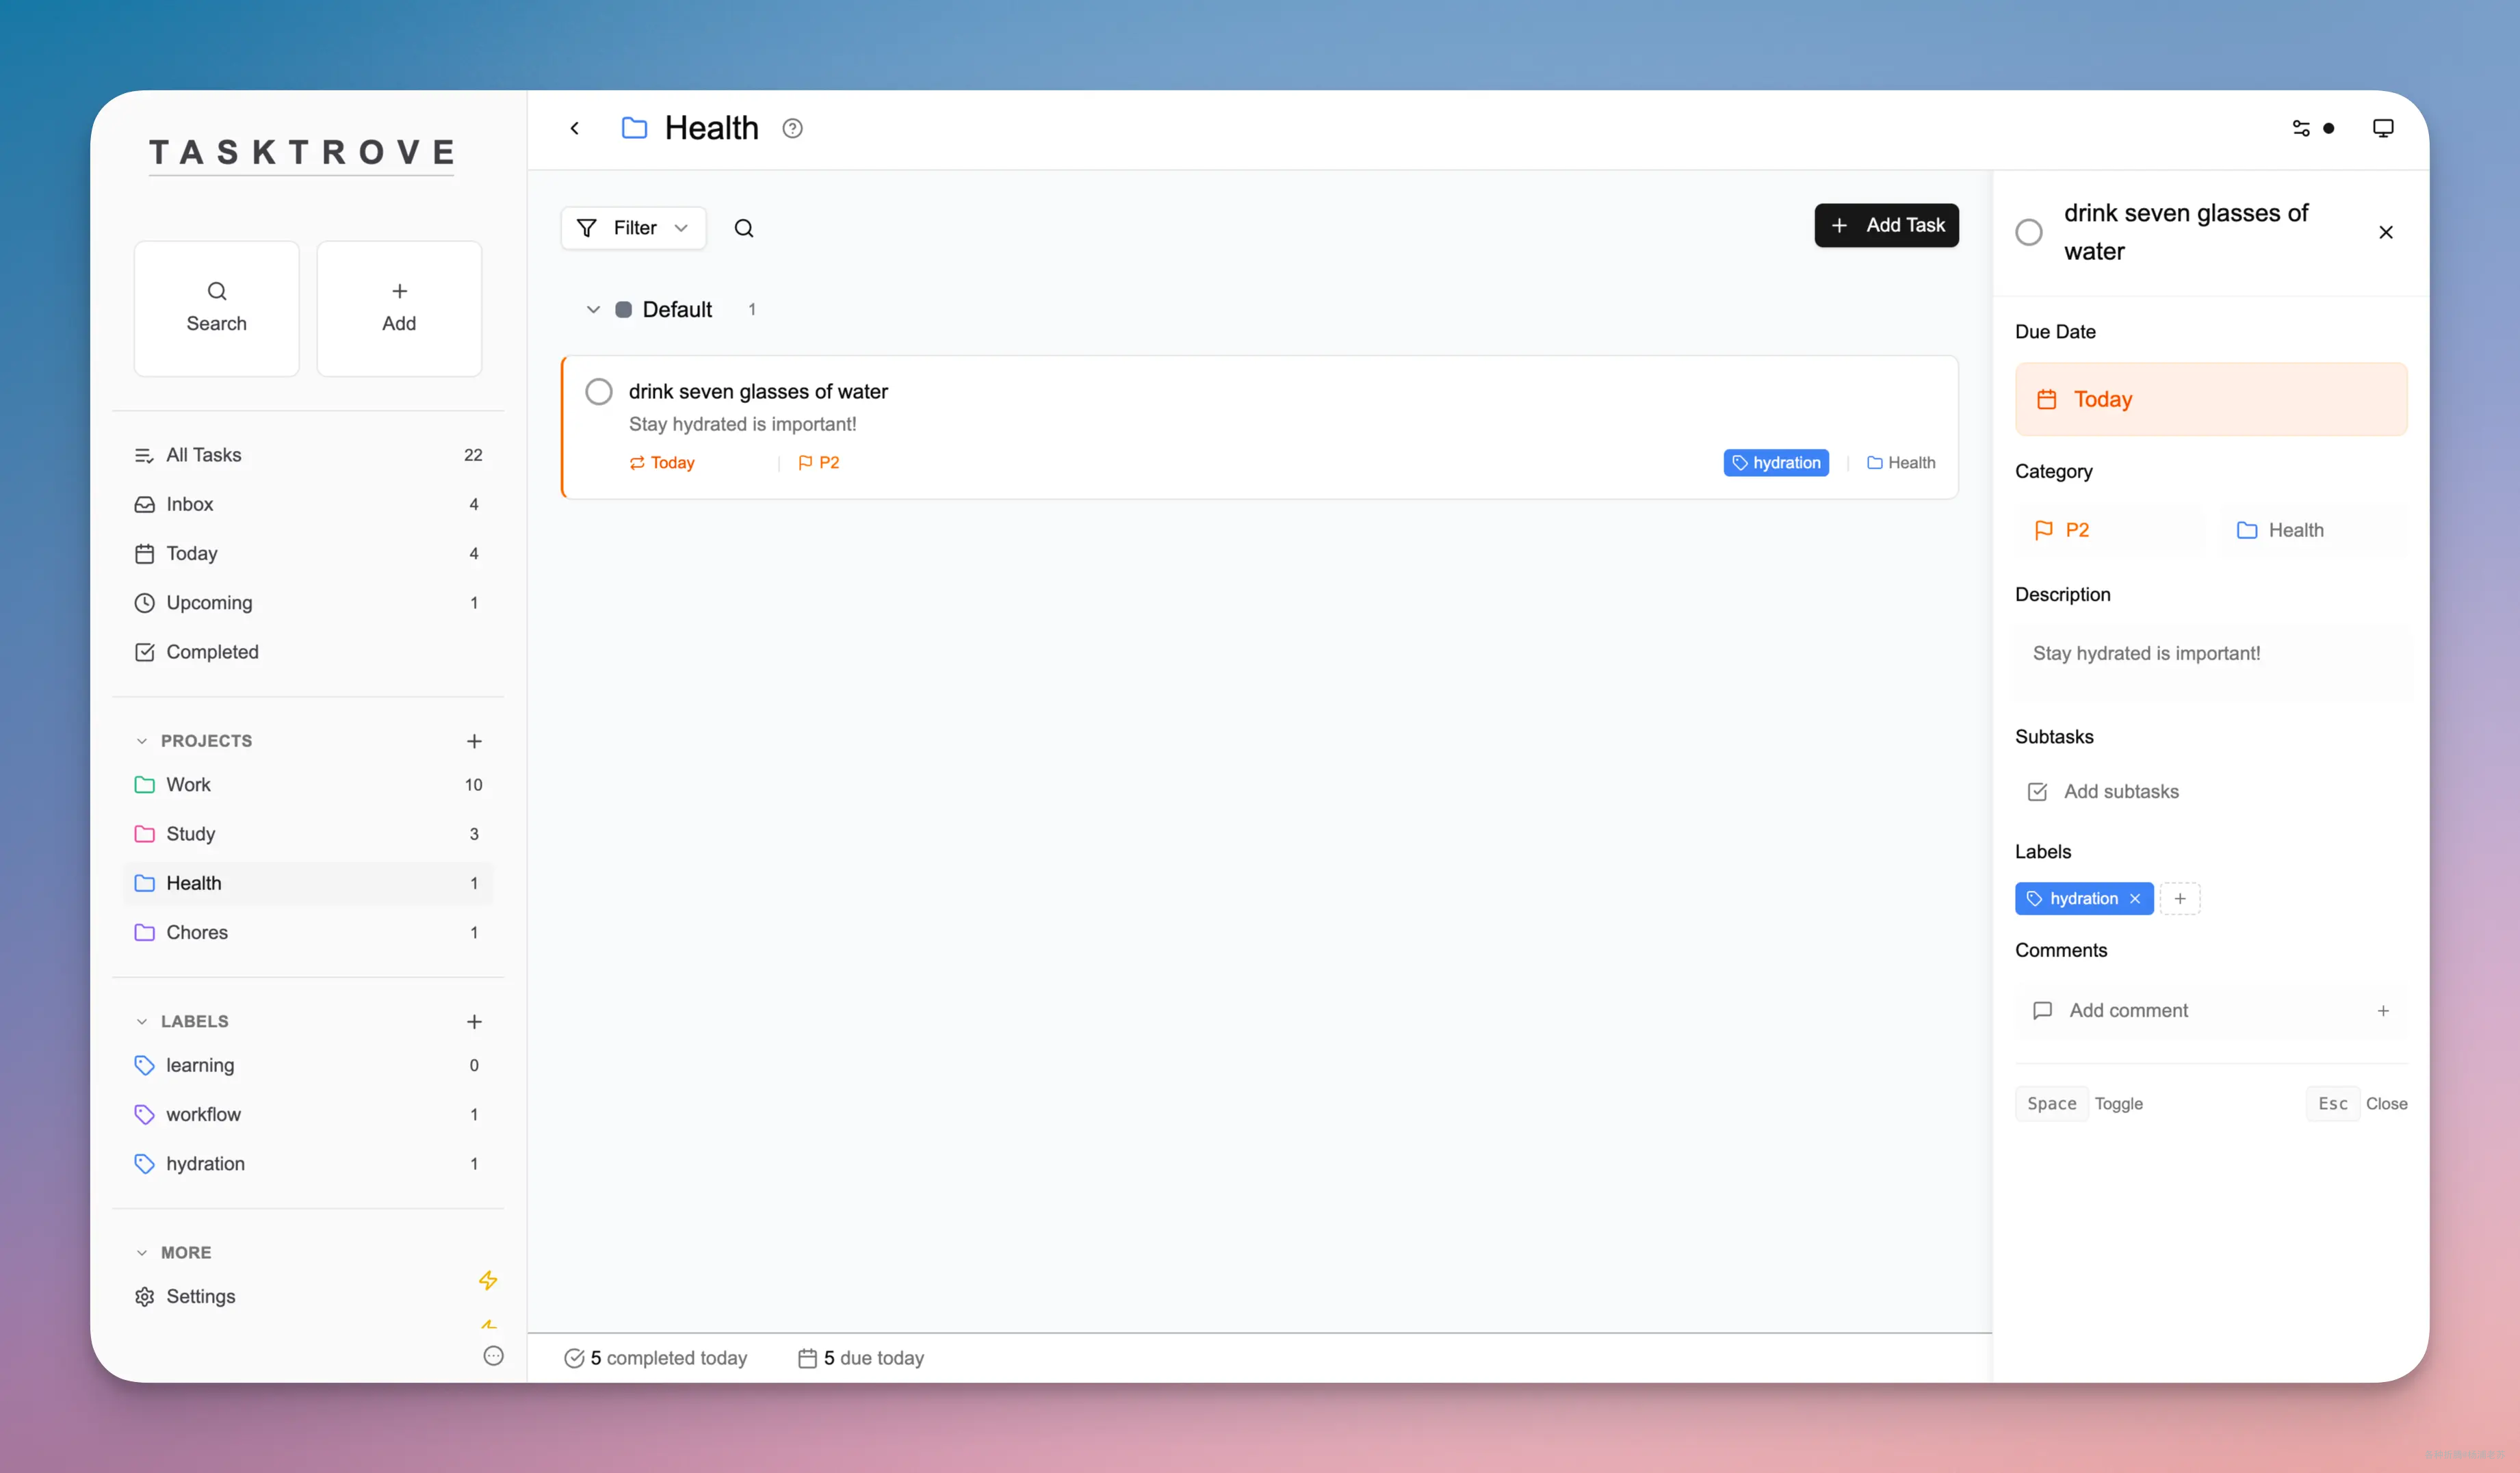 TASKTROVE
Search
Add
All Tasks 22
Inbox 4
Today 4
Upcoming 1
Completed
PROJECTS
Work 10
Study 3
Health 1
Chores 1
LABELS
learning 0
workflow 1
hydration 1
MORE
Settings
Health
Filter
Add Task
Default 1
drink seven glasses of water
Stay hydrated is important!
Today P2 hydration Health
5 completed today 5 due today
drink seven glasses of
water
Due Date
Today
Category
P2 Health
Description
Stay hydrated is important!
Subtasks
Add subtasks
Labels
hydration
Comments
Add comment
Space Toggle Esc Close